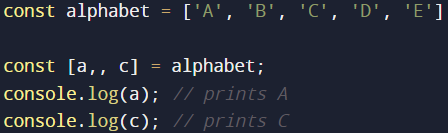 const alphabet = ['A', 'B', 'C', 'D', 'E']
const [a,, c] = alphabet;
console.log(a); // prints A
console.log(c); // prints C